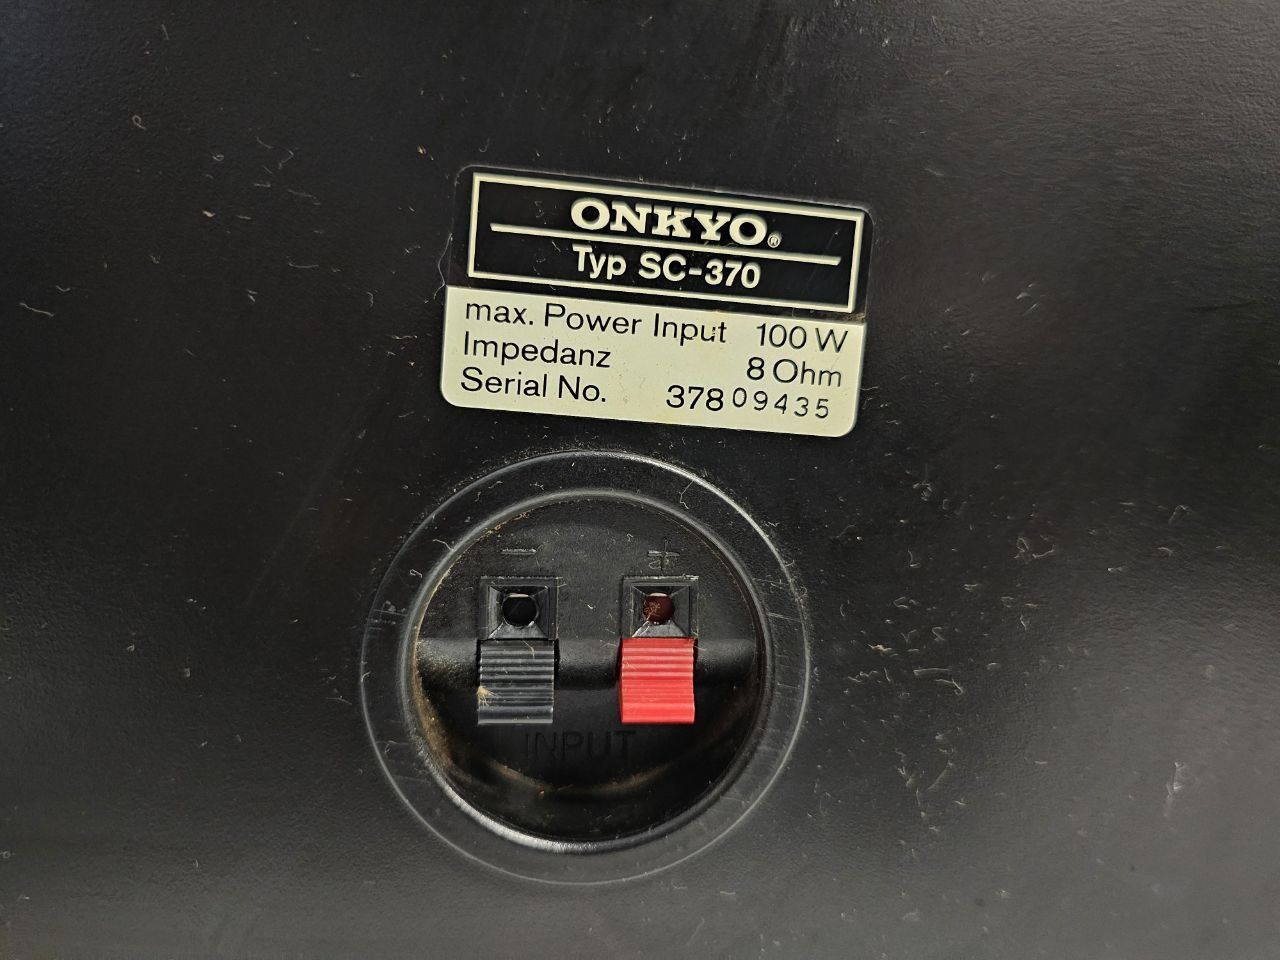 ONKYO®
Typ SC-370
max. Power Input 100 W
Impedanz 8 Ohm
Serial No. 37809435
− +
INPUT